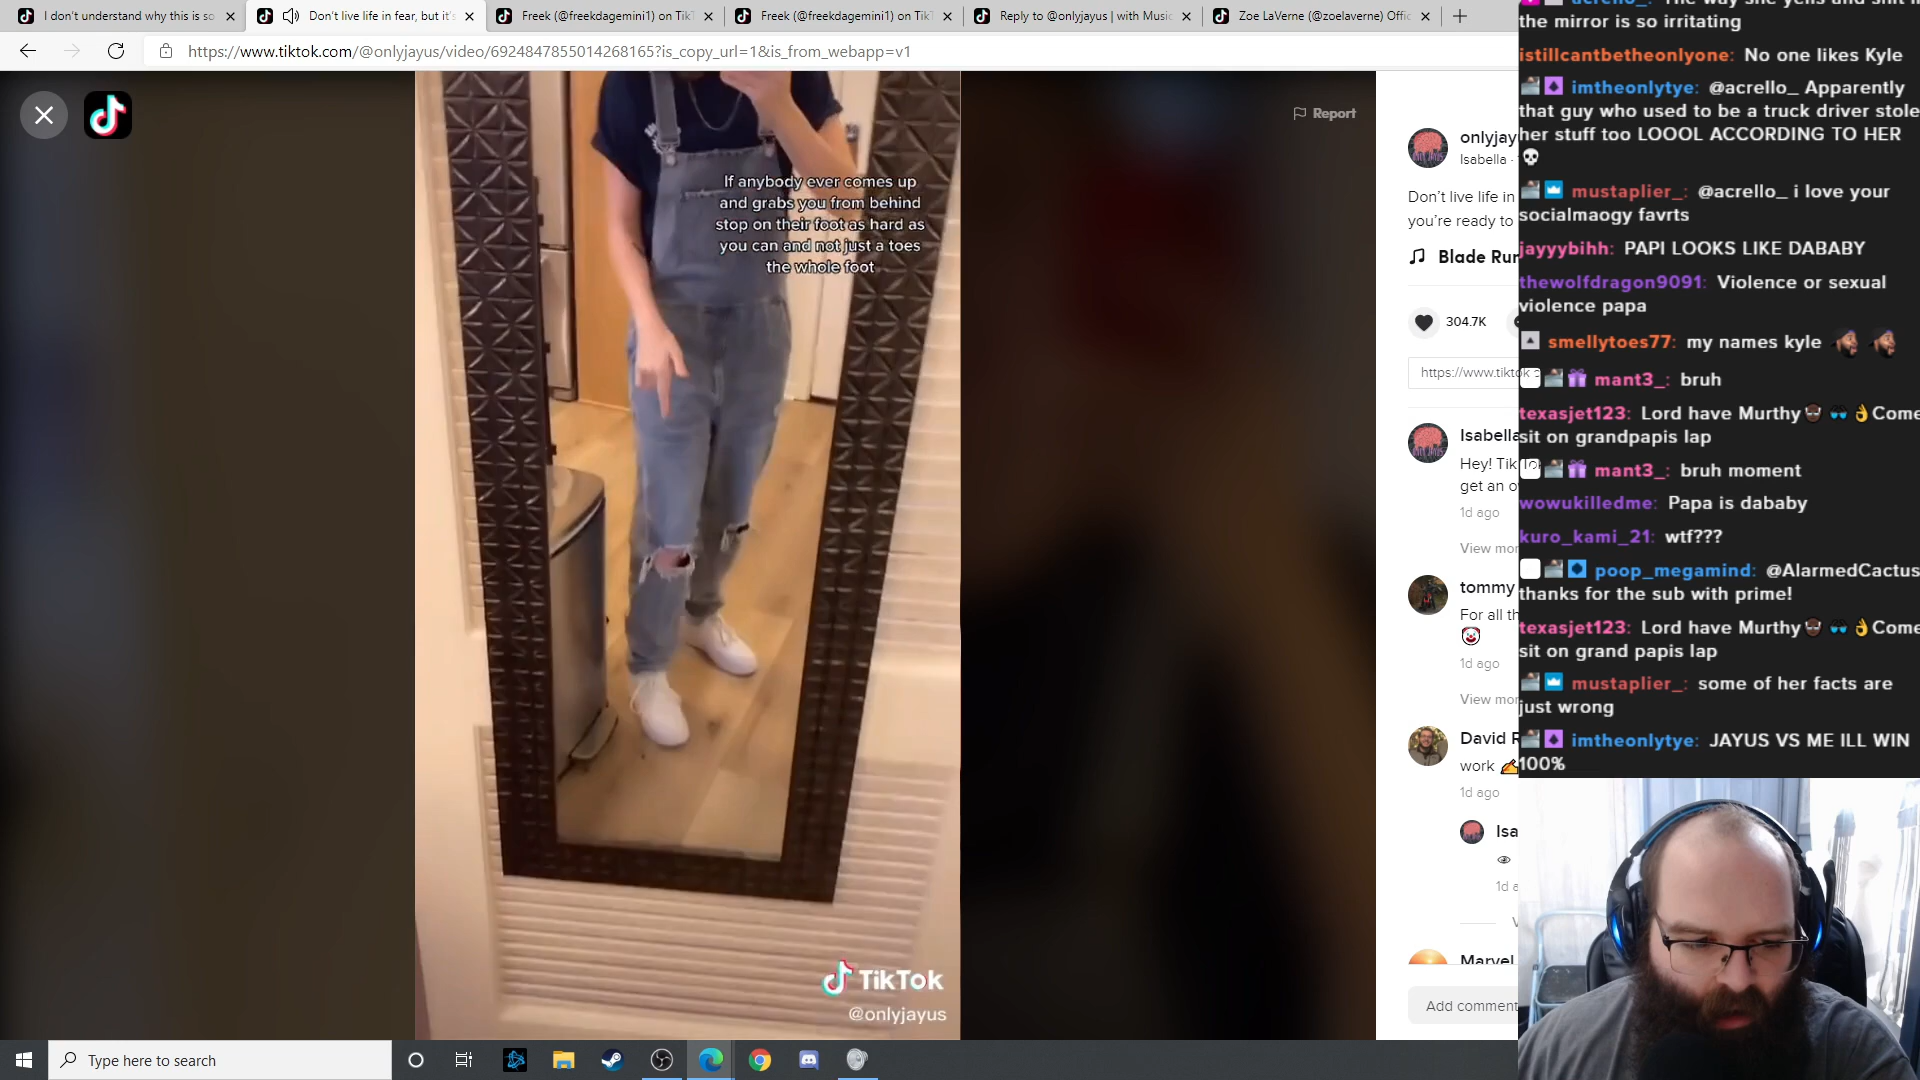 I don't understand why this is so
Don't live life in fear, but it's
Freek (@freekdagemini1) on Tik
Freek (@freekdagemini1) on Tik
Reply to @onlyjayus | with Music
Zoe LaVerne (@zoelaverne) Offic
https://www.tiktok.com/@onlyjayus/video/6924847855014268165?is_copy_url=1&is_from_webapp=v1
Report
If anybody ever comes up
and grabs you from behind
stop on their foot as hard as
you can and not just a toes
the whole foot
TikTok
@onlyjayus
onlyjay
Isabella ·
Don't live life in
you're ready to
Blade Run
304.7K
https://www.tiktok
Isabella
Hey! Tik
get an o
1d ago
View mor
tommy
For all th
1d ago
View mor
David R
work
1d ago
Isa
1d a
Marvel
Add comment
the mirror is so irritating
istillcantbetheonlyone: No one likes Kyle
imtheonlytye: @acrello_ Apparently
that guy who used to be a truck driver stole
her stuff too LOOOL ACCORDING TO HER
💀
mustaplier_: @acrello_ i love your
socialmaogy favrts
jayyybihh: PAPI LOOKS LIKE DABABY
thewolfdragon9091: Violence or sexual
violence papa
smellytoes77: my names kyle
mant3_: bruh
texasjet123: Lord have Murthy 👌Come
sit on grandpapis lap
mant3_: bruh moment
wowukilledme: Papa is dababy
kuro_kami_21: wtf???
poop_megamind: @AlarmedCactus
thanks for the sub with prime!
texasjet123: Lord have Murthy 👌Come
sit on grand papis lap
mustaplier_: some of her facts are
just wrong
imtheonlytye: JAYUS VS ME ILL WIN
100%
Type here to search